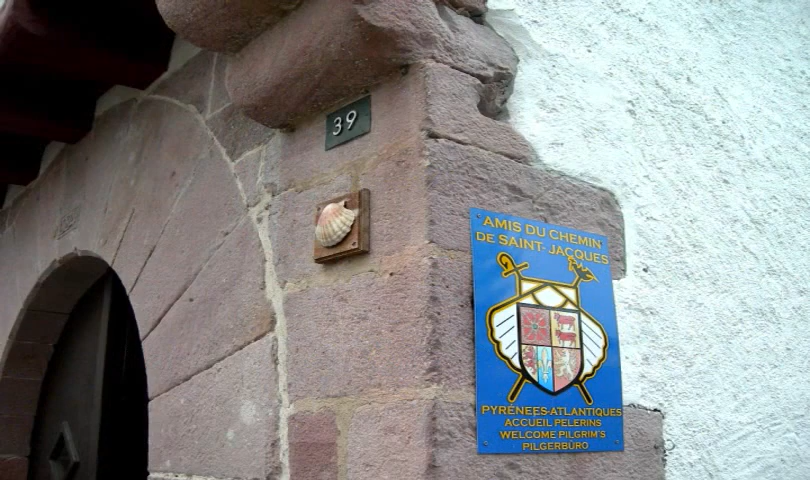 39
AMIS DU CHEMIN
DE SAINT-JACQUES
PYRÉNÉES-ATLANTIQUES
ACCUEIL PELERINS
WELCOME PILGRIM'S
PILGERBÜRO